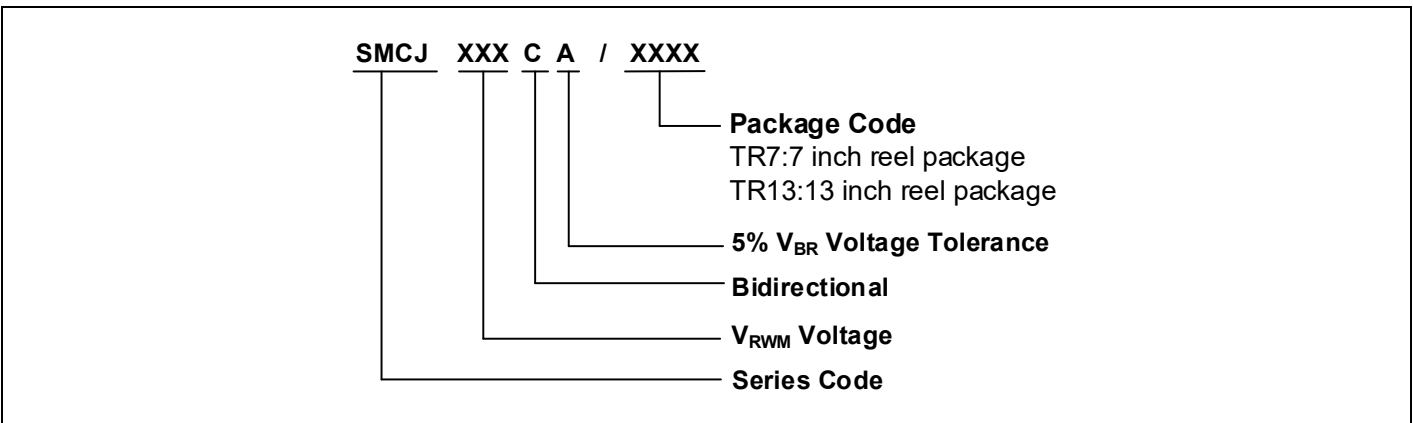 SMCJ XXX C A / XXXX
Package Code
TR7:7 inch reel package
TR13:13 inch reel package
5% VBR Voltage Tolerance
Bidirectional
VRWM Voltage
Series Code